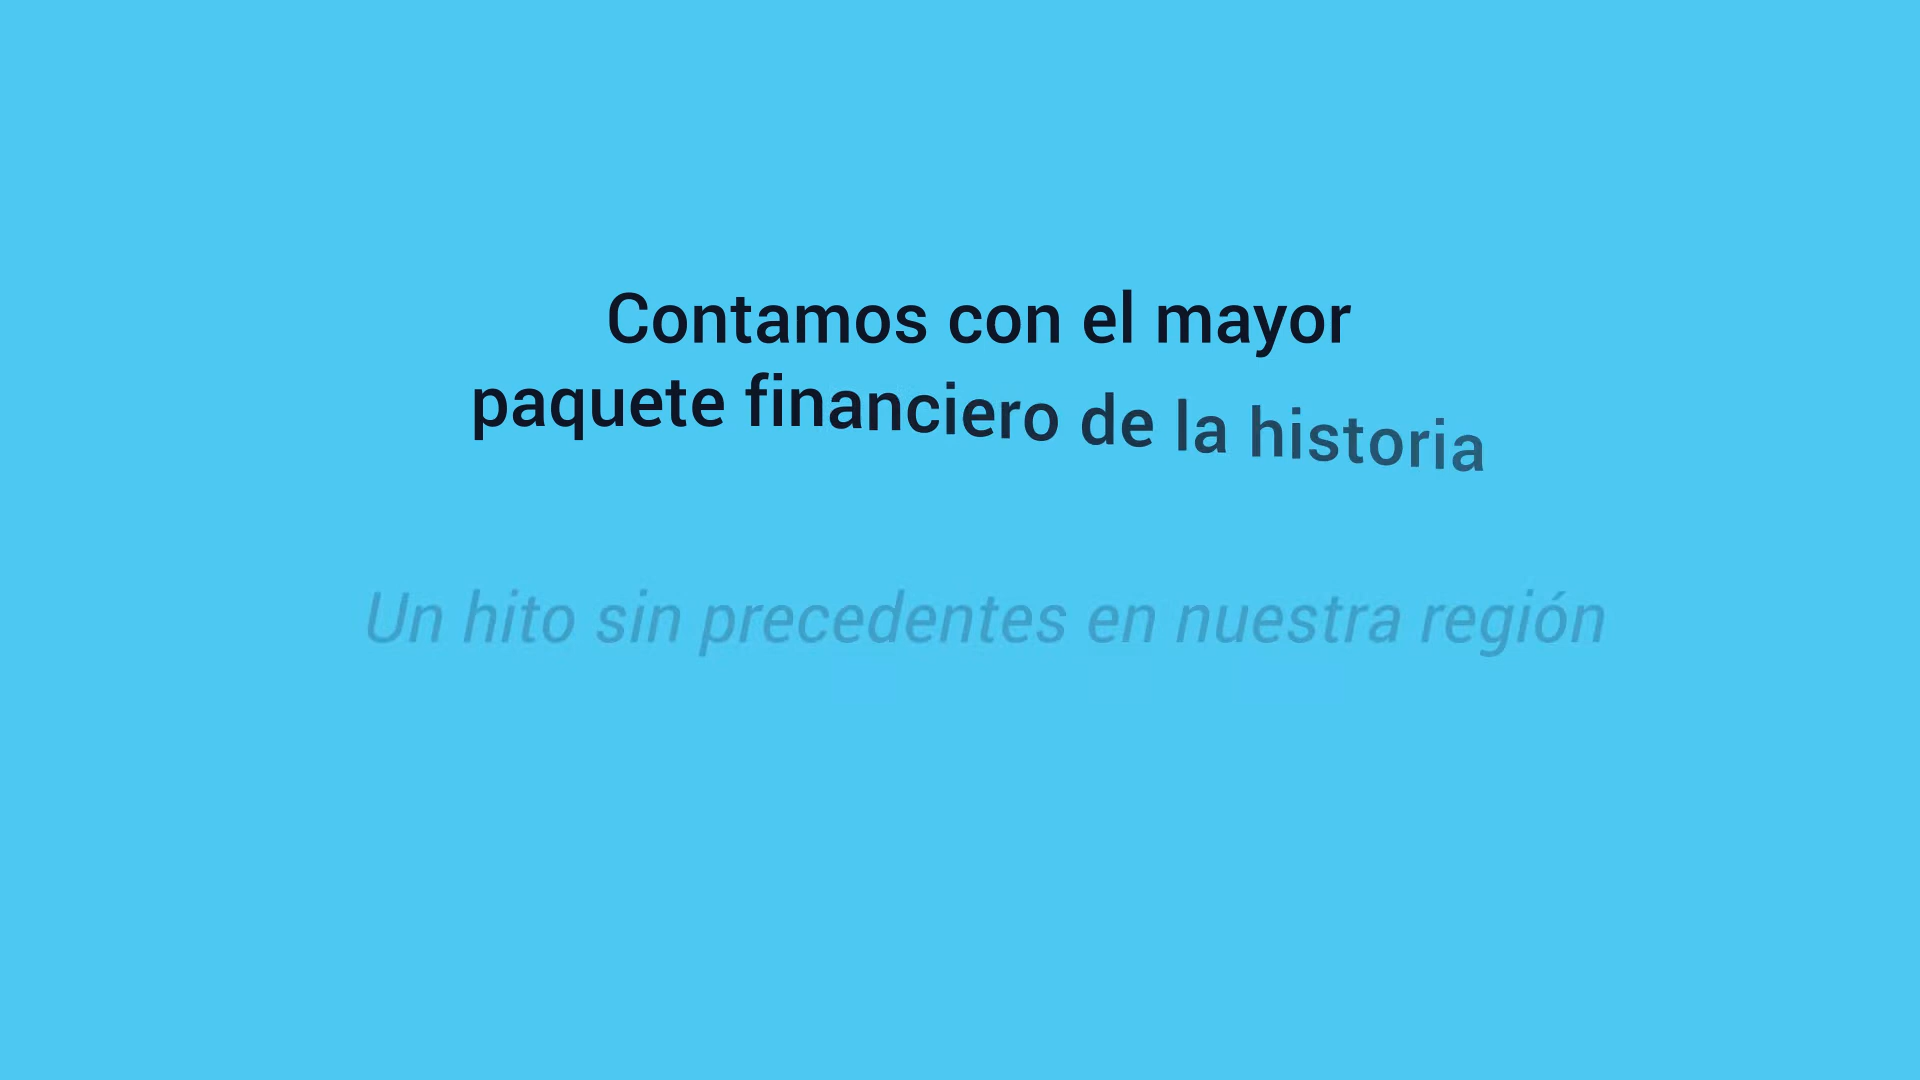 Contamos con el mayor
paquete financiero de la historia
Un hito sin precedentes en nuestra región